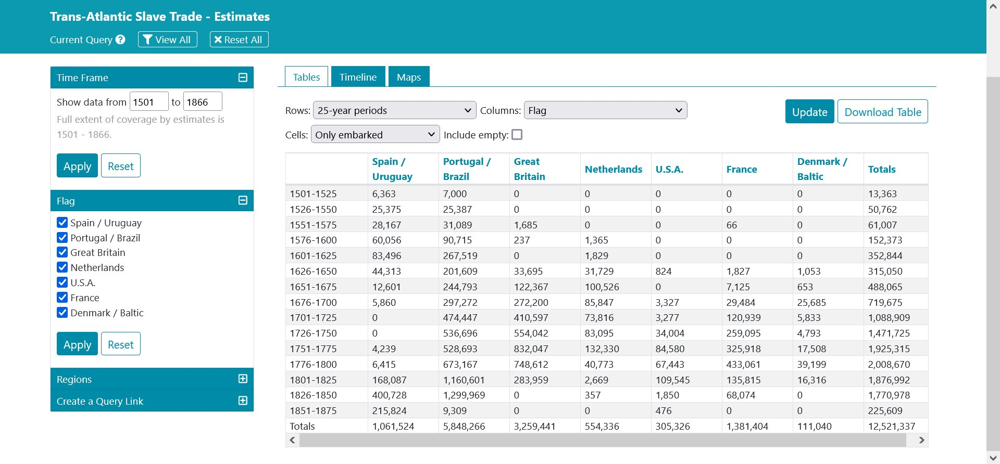 Trans-Atlantic Slave Trade - Estimates
Current Query ? View All Reset All
Time Frame
Show data from 1501 to 1866
Full extent of coverage by estimates is
1501 - 1866.
Apply Reset
Flag
Spain / Uruguay
Portugal / Brazil
Great Britain
Netherlands
U.S.A.
France
Denmark / Baltic
Apply Reset
Regions
Create a Query Link
Tables Timeline Maps
Rows: 25-year periods Columns: Flag Update Download Table
Cells: Only embarked Include empty:
Spain / Uruguay Portugal / Brazil Great Britain Netherlands U.S.A. France Denmark / Baltic Totals
1501-1525 6,363 7,000 0 0 0 0 0 13,363
1526-1550 25,375 25,387 0 0 0 0 0 50,762
1551-1575 28,167 31,089 1,685 0 0 66 0 61,007
1576-1600 60,056 90,715 237 1,365 0 0 0 152,373
1601-1625 83,496 267,519 0 1,829 0 0 0 352,844
1626-1650 44,313 201,609 33,695 31,729 824 1,827 1,053 315,050
1651-1675 12,601 244,793 122,367 100,526 0 7,125 653 488,065
1676-1700 5,860 297,272 272,200 85,847 3,327 29,484 25,685 719,675
1701-1725 0 474,447 410,597 73,816 3,277 120,939 5,833 1,088,909
1726-1750 0 536,696 554,042 83,095 34,004 259,095 4,793 1,471,725
1751-1775 4,239 528,693 832,047 132,330 84,580 325,918 17,508 1,925,315
1776-1800 6,415 673,167 748,612 40,773 67,443 433,061 39,199 2,008,670
1801-1825 168,087 1,160,601 283,959 2,669 109,545 135,815 16,316 1,876,992
1826-1850 400,728 1,299,969 0 357 1,850 68,074 0 1,770,978
1851-1875 215,824 9,309 0 0 476 0 0 225,609
Totals 1,061,524 5,848,266 3,259,441 554,336 305,326 1,381,404 111,040 12,521,337